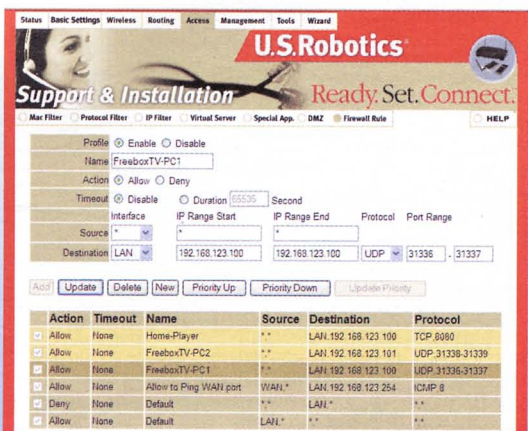 Status Basic Settings Wireless Routing Access Management Tools Wizard
U.S.Robotics
Support & Installation
Ready. Set. Connect.
Mac Filter Protocol Filter IP Filter Virtual Server Special App. DMZ Firewall Rule HELP
Profile Enable Disable
Name FreeboxTV-PC1
Action Allow Deny
Timeout Disable Duration 65535 Second
Interface IP Range Start IP Range End Protocol Port Range
Source * * *
Destination LAN 192.168.123.100 192.168.123.100 UDP 31336 - 31337
Add Update Delete New Priority Up Priority Down Update Priority
Action Timeout Name Source Destination Protocol
Allow None Home-Player *.* LAN.192.168.123.100 TCP.8080
Allow None FreeboxTV-PC2 *.* LAN.192.168.123.101 UDP.31338-31339
Allow None FreeboxTV-PC1 *.* LAN.192.168.123.100 UDP.31336-31337
Allow None Allow to Ping WAN port WAN.* LAN.192.168.123.254 ICMP.8
Deny None Default *.* LAN.* *.*
Allow None Default LAN.* *.* *.*